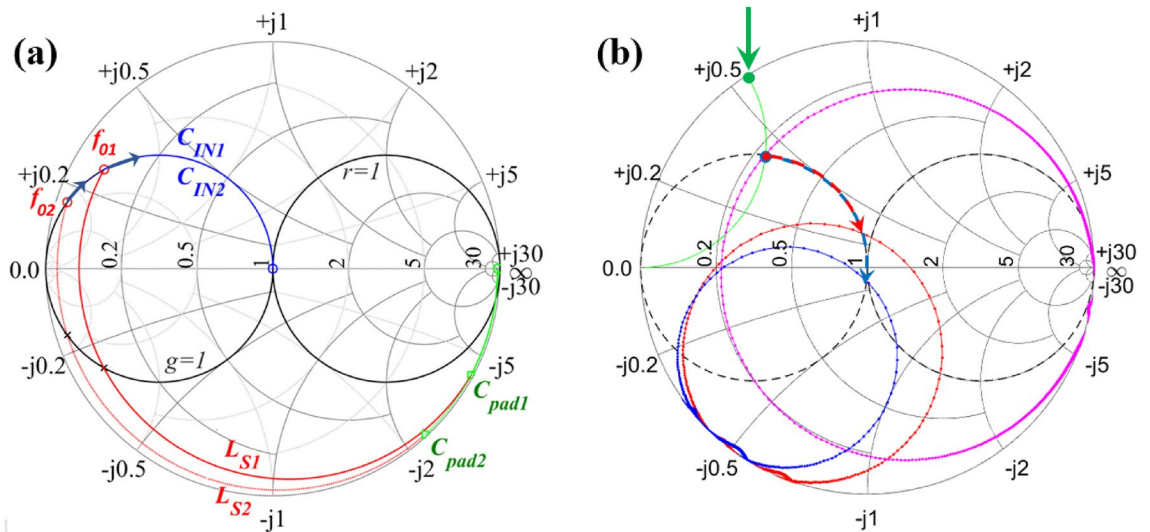 (a)
+j1
+j0.5
+j2
f01
CIN1
CIN2
r=1
+j0.2
+j5
f02
0.0
0.2
0.5
1
2
5
30
+j30
∞
-j30
-j0.2
g=1
-j5
Cpad1
LS1
Cpad2
-j0.5
LS2
-j2
-j1
(b)
+j1
+j0.5
+j2
+j0.2
+j5
0.0
0.2
0.5
1
2
5
30
+j30
∞
-j30
-j0.2
-j5
-j0.5
-j2
-j1